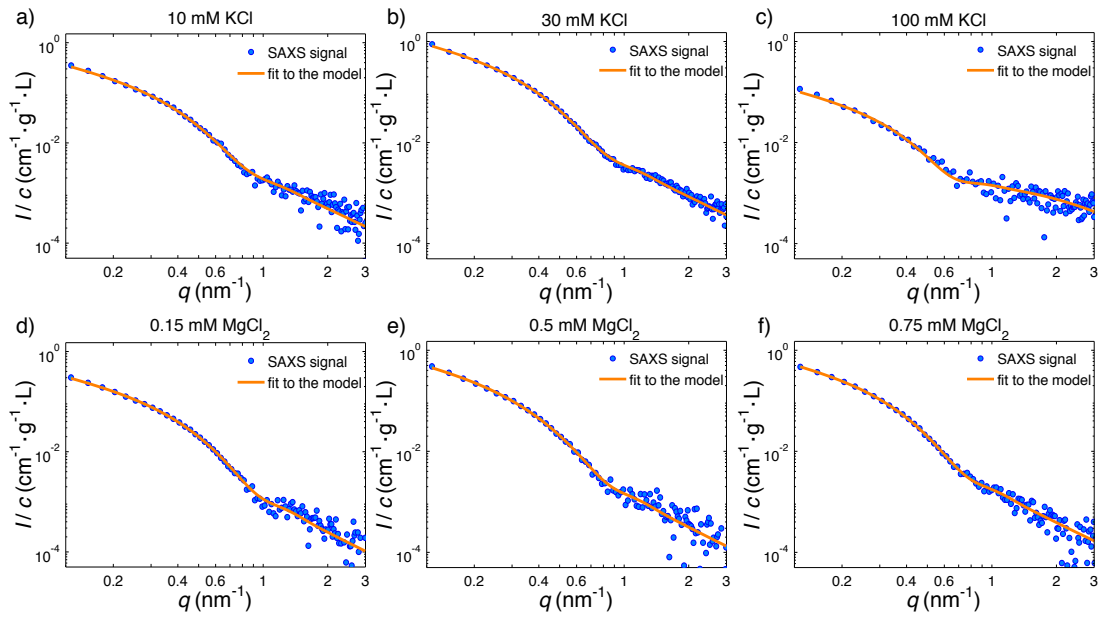 a) 10 mM KCl
10^0
10^-2
10^-4
I / c (cm^-1·g^-1·L)
SAXS signal
fit to the model
0.2 0.4 0.6 1 2 3
q (nm^-1)
b) 30 mM KCl
10^0
10^-2
10^-4
I / c (cm^-1·g^-1·L)
SAXS signal
fit to the model
0.2 0.4 0.6 1 2 3
q (nm^-1)
c) 100 mM KCl
10^0
10^-2
10^-4
I / c (cm^-1·g^-1·L)
SAXS signal
fit to the model
0.2 0.4 0.6 1 2 3
q (nm^-1)
d) 0.15 mM MgCl_2
10^0
10^-2
10^-4
I / c (cm^-1·g^-1·L)
SAXS signal
fit to the model
0.2 0.4 0.6 1 2 3
q (nm^-1)
e) 0.5 mM MgCl_2
10^0
10^-2
10^-4
I / c (cm^-1·g^-1·L)
SAXS signal
fit to the model
0.2 0.4 0.6 1 2 3
q (nm^-1)
f) 0.75 mM MgCl_2
10^0
10^-2
10^-4
I / c (cm^-1·g^-1·L)
SAXS signal
fit to the model
0.2 0.4 0.6 1 2 3
q (nm^-1)